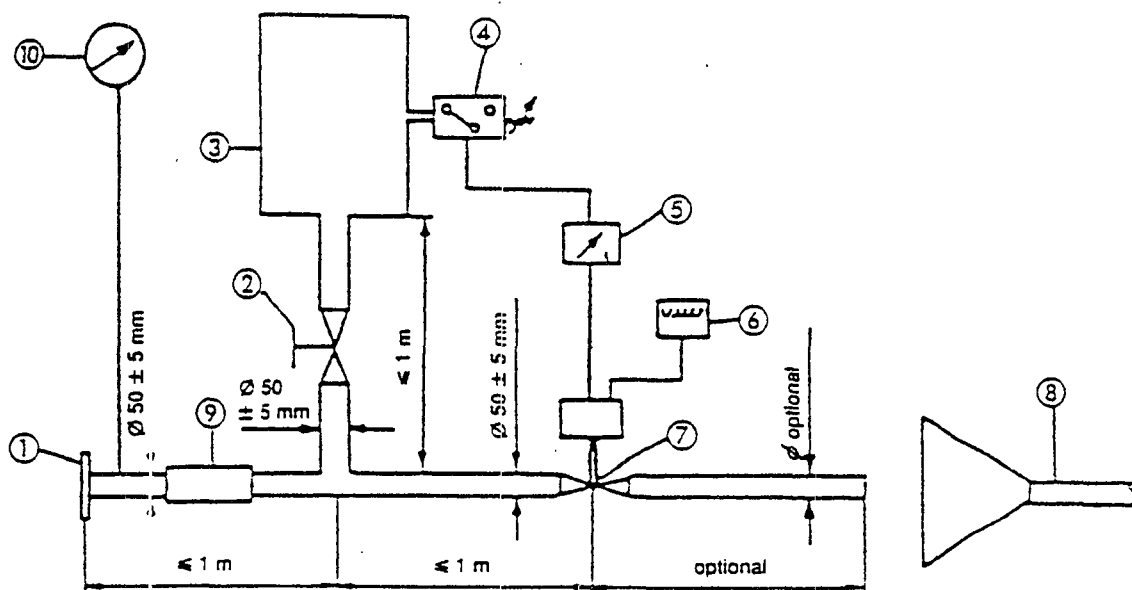 10
4
3
5
2
6
Ø 50 ± 5 mm
Ø 50
± 5 mm
≤ 1 m
Ø 50 ± 5 mm
Ø optional
9
7
8
1
≤ 1 m
≤ 1 m
optional